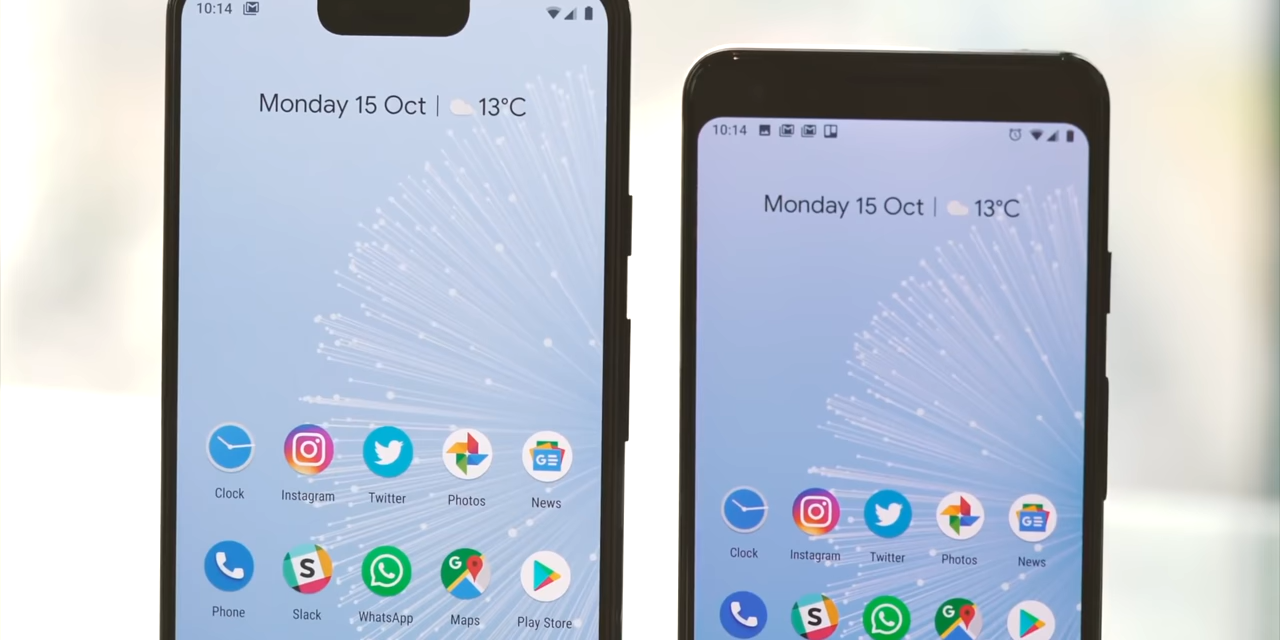 10:14
Monday 15 Oct | 13°C
Clock Instagram Twitter Photos News
Phone Slack WhatsApp Maps Play Store
10:14
Monday 15 Oct | 13°C
Clock Instagram Twitter Photos News